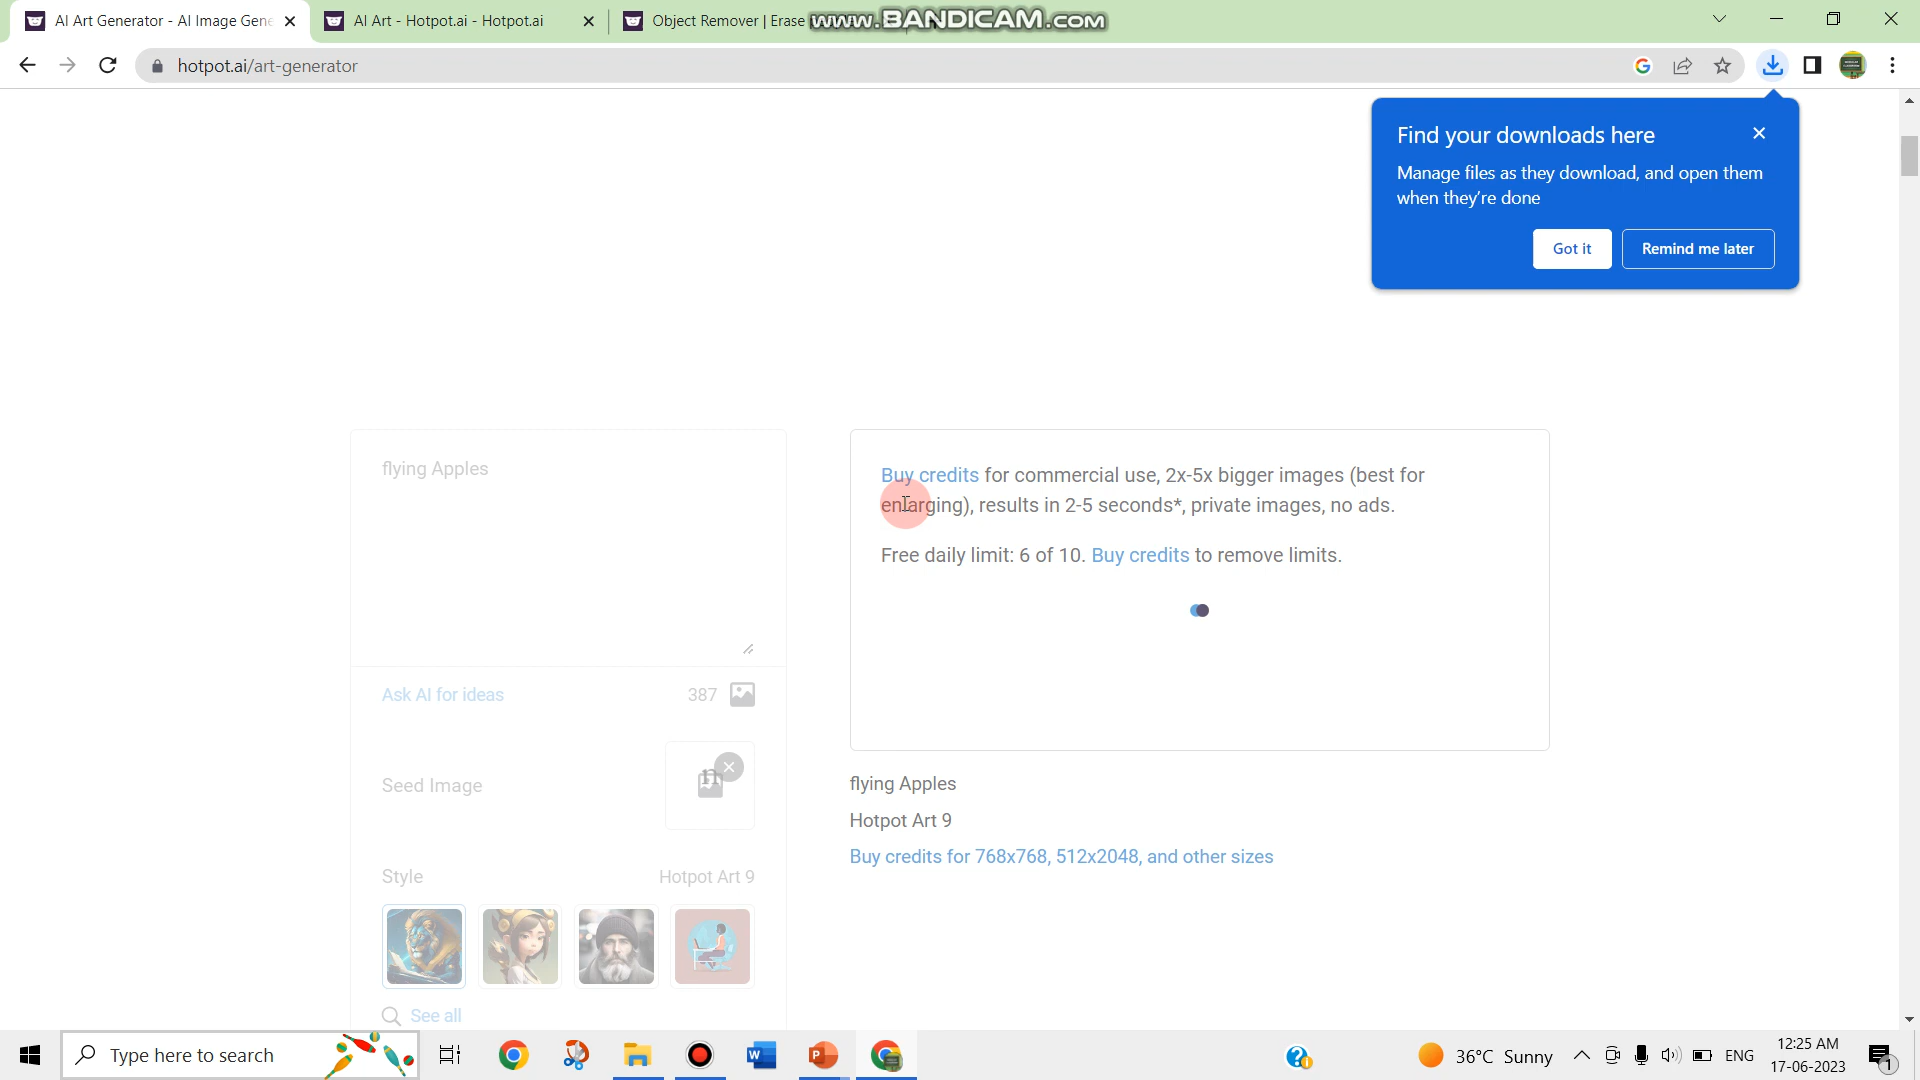 AI Art Generator - AI Image Gene
AI Art - Hotpot.ai - Hotpot.ai
Object Remover | Erase
www.BANDICAM.com
hotpot.ai/art-generator
Find your downloads here
Manage files as they download, and open them
when they're done
Got it
Remind me later
flying Apples
Buy credits for commercial use, 2x-5x bigger images (best for
enlarging), results in 2-5 seconds*, private images, no ads.
Free daily limit: 6 of 10. Buy credits to remove limits.
Ask AI for ideas
387
Seed Image
flying Apples
Hotpot Art 9
Buy credits for 768x768, 512x2048, and other sizes
Style
Hotpot Art 9
See all
Type here to search
36°C Sunny
ENG
12:25 AM
17-06-2023
1